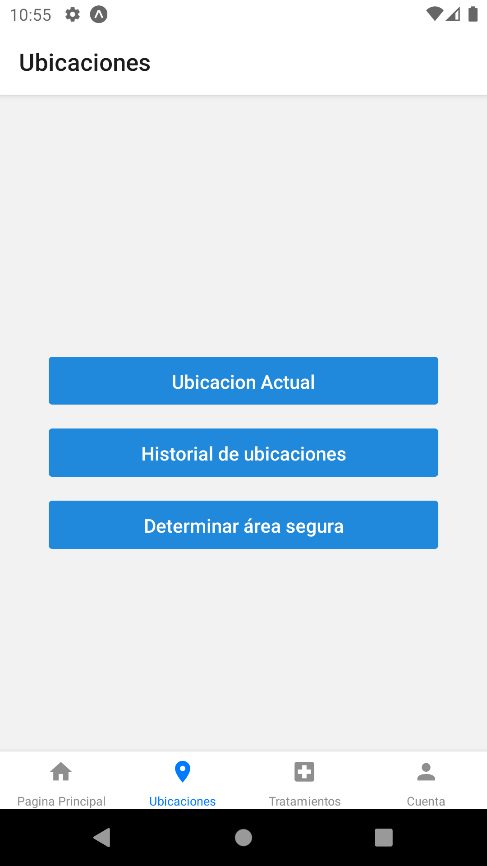 10:55
Ubicaciones
Ubicacion Actual
Historial de ubicaciones
Determinar área segura
Pagina Principal
Ubicaciones
Tratamientos
Cuenta